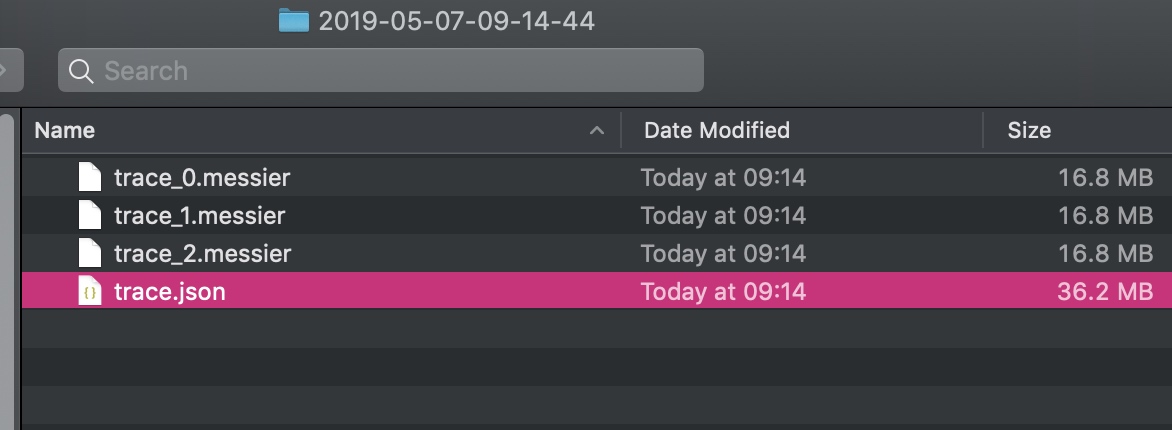 2019-05-07-09-14-44
Search
Name Date Modified Size
trace_0.messier Today at 09:14 16.8 MB
trace_1.messier Today at 09:14 16.8 MB
trace_2.messier Today at 09:14 16.8 MB
trace.json Today at 09:14 36.2 MB